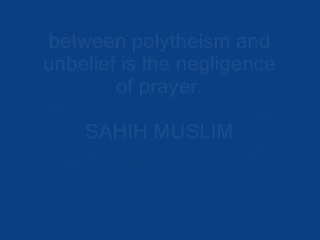 between polytheism and
unbelief is the negligence
of prayer.
SAHIH MUSLIM